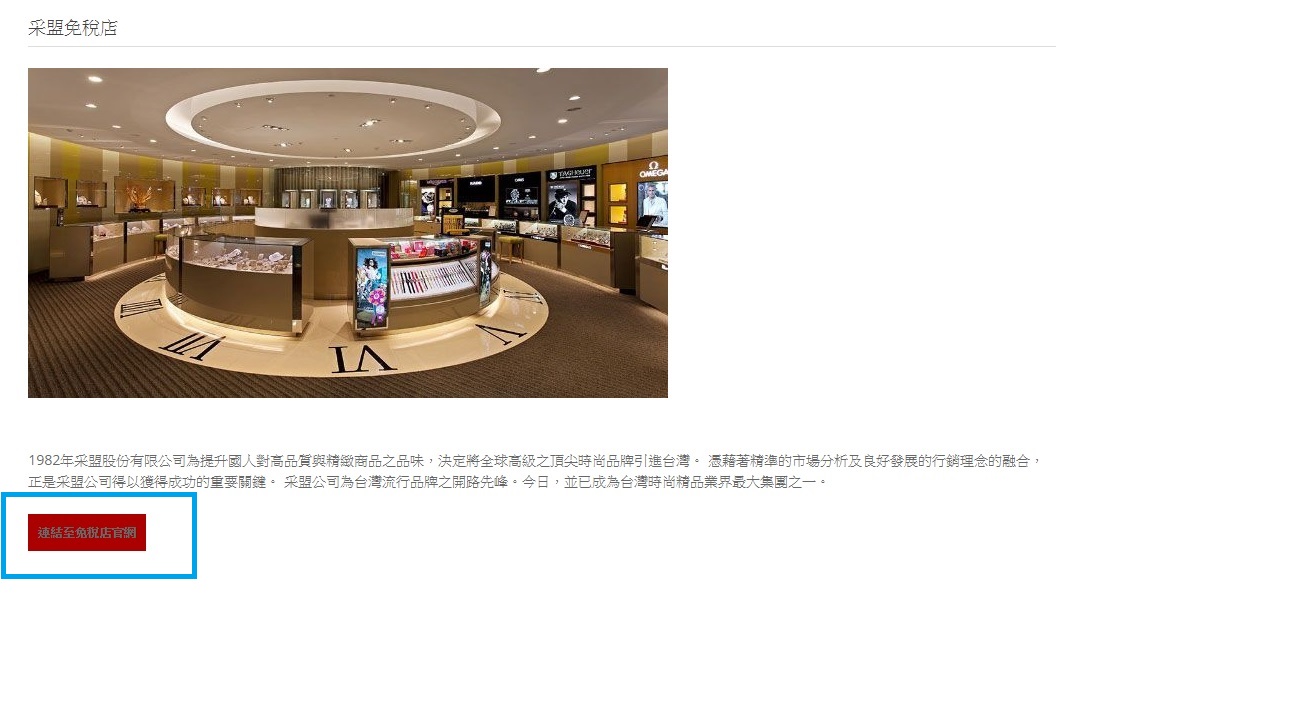 采盟免稅店
TAGHeuer
Ω
OMEGA
VIII
VII
VI
V
1982年采盟股份有限公司為提升國人對高品質與精緻商品之品味，決定將全球高級之頂尖時尚品牌引進台灣。 憑藉著精準的市場分析及良好發展的行銷理念的融合，
正是采盟公司得以獲得成功的重要關鍵。 采盟公司為台灣流行品牌之開路先峰。今日，並已成為台灣時尚精品業界最大集團之一。
連結至免稅店官網